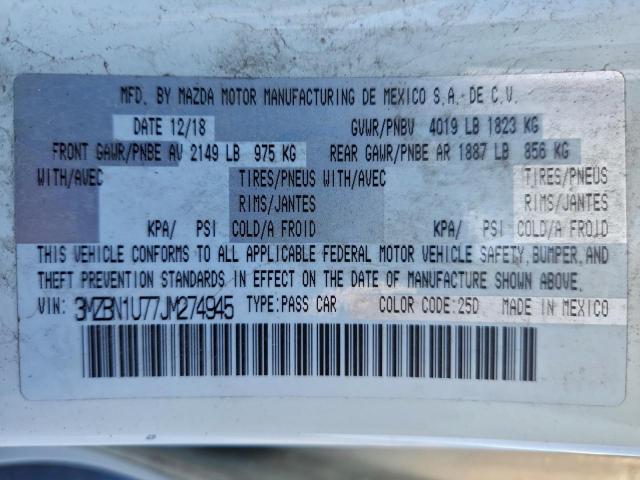 MFD. BY MAZDA MOTOR MANUFACTURING DE MEXICO S.A. DE C.V.
DATE 12/18 GVWR/PNBV 4019 LB 1823 KG
FRONT GAWR/PNBE AV 2149 LB 975 KG REAR GAWR/PNBE AR 1887 LB 856 KG
WITH/AVEC TIRES/PNEUS WITH/AVEC TIRES/PNEUS
RIMS/JANTES RIMS/JANTES
KPA/ PSI COLD/A FROID KPA/ PSI COLD/A FROID
THIS VEHICLE CONFORMS TO ALL APPLICABLE FEDERAL MOTOR VEHICLE SAFETY, BUMPER, AND
THEFT PREVENTION STANDARDS IN EFFECT ON THE DATE OF MANUFACTURE SHOWN ABOVE.
VIN: 3MZBN1U77JM274945 TYPE:PASS CAR COLOR CODE:25D MADE IN MEXICO